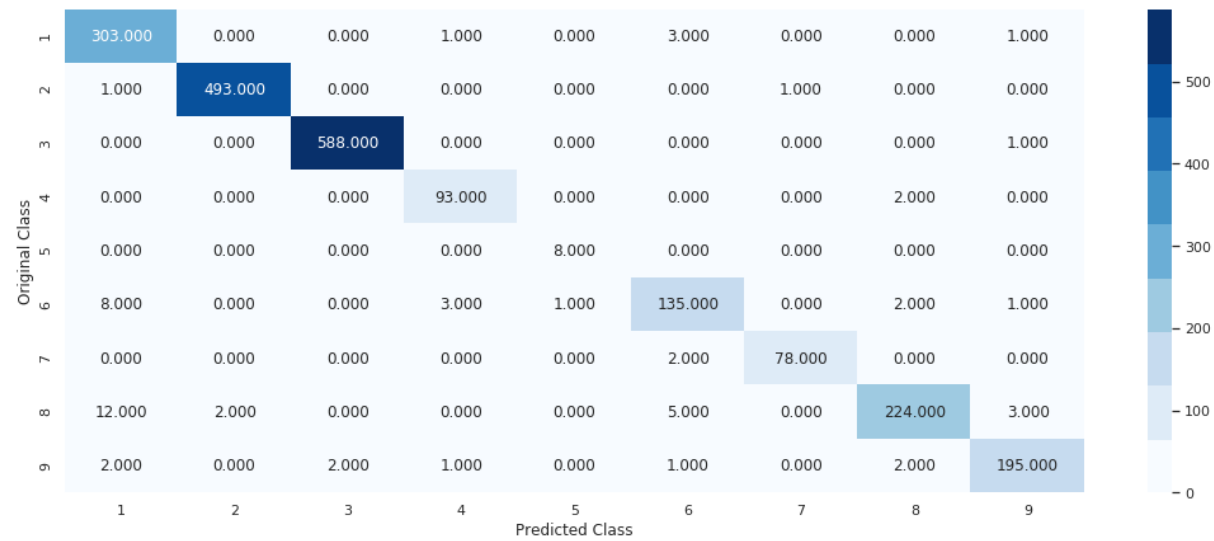 1 303.000 0.000 0.000 1.000 0.000 3.000 0.000 0.000 1.000
2 1.000 493.000 0.000 0.000 0.000 0.000 1.000 0.000 0.000
3 0.000 0.000 588.000 0.000 0.000 0.000 0.000 0.000 1.000
4 0.000 0.000 0.000 93.000 0.000 0.000 0.000 2.000 0.000
5 0.000 0.000 0.000 0.000 8.000 0.000 0.000 0.000 0.000
6 8.000 0.000 0.000 3.000 1.000 135.000 0.000 2.000 1.000
7 0.000 0.000 0.000 0.000 0.000 2.000 78.000 0.000 0.000
8 12.000 2.000 0.000 0.000 0.000 5.000 0.000 224.000 3.000
9 2.000 0.000 2.000 1.000 0.000 1.000 0.000 2.000 195.000
1 2 3 4 5 6 7 8 9
Predicted Class
Original Class
500
400
300
200
100
0